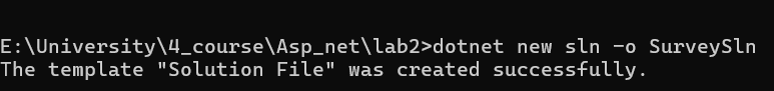 E:\University\4_course\Asp_net\lab2>dotnet new sln -o SurveySln
The template "Solution File" was created successfully.